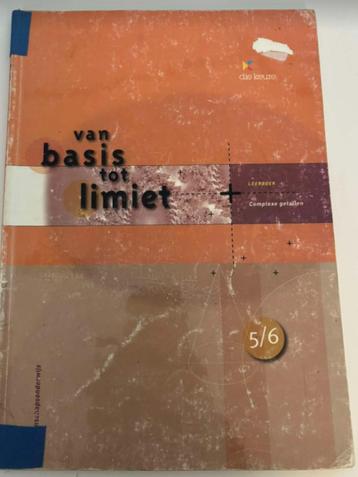 die keure
van
basis
tot
limiet
LEERBOEK
Complexe getallen
5/6